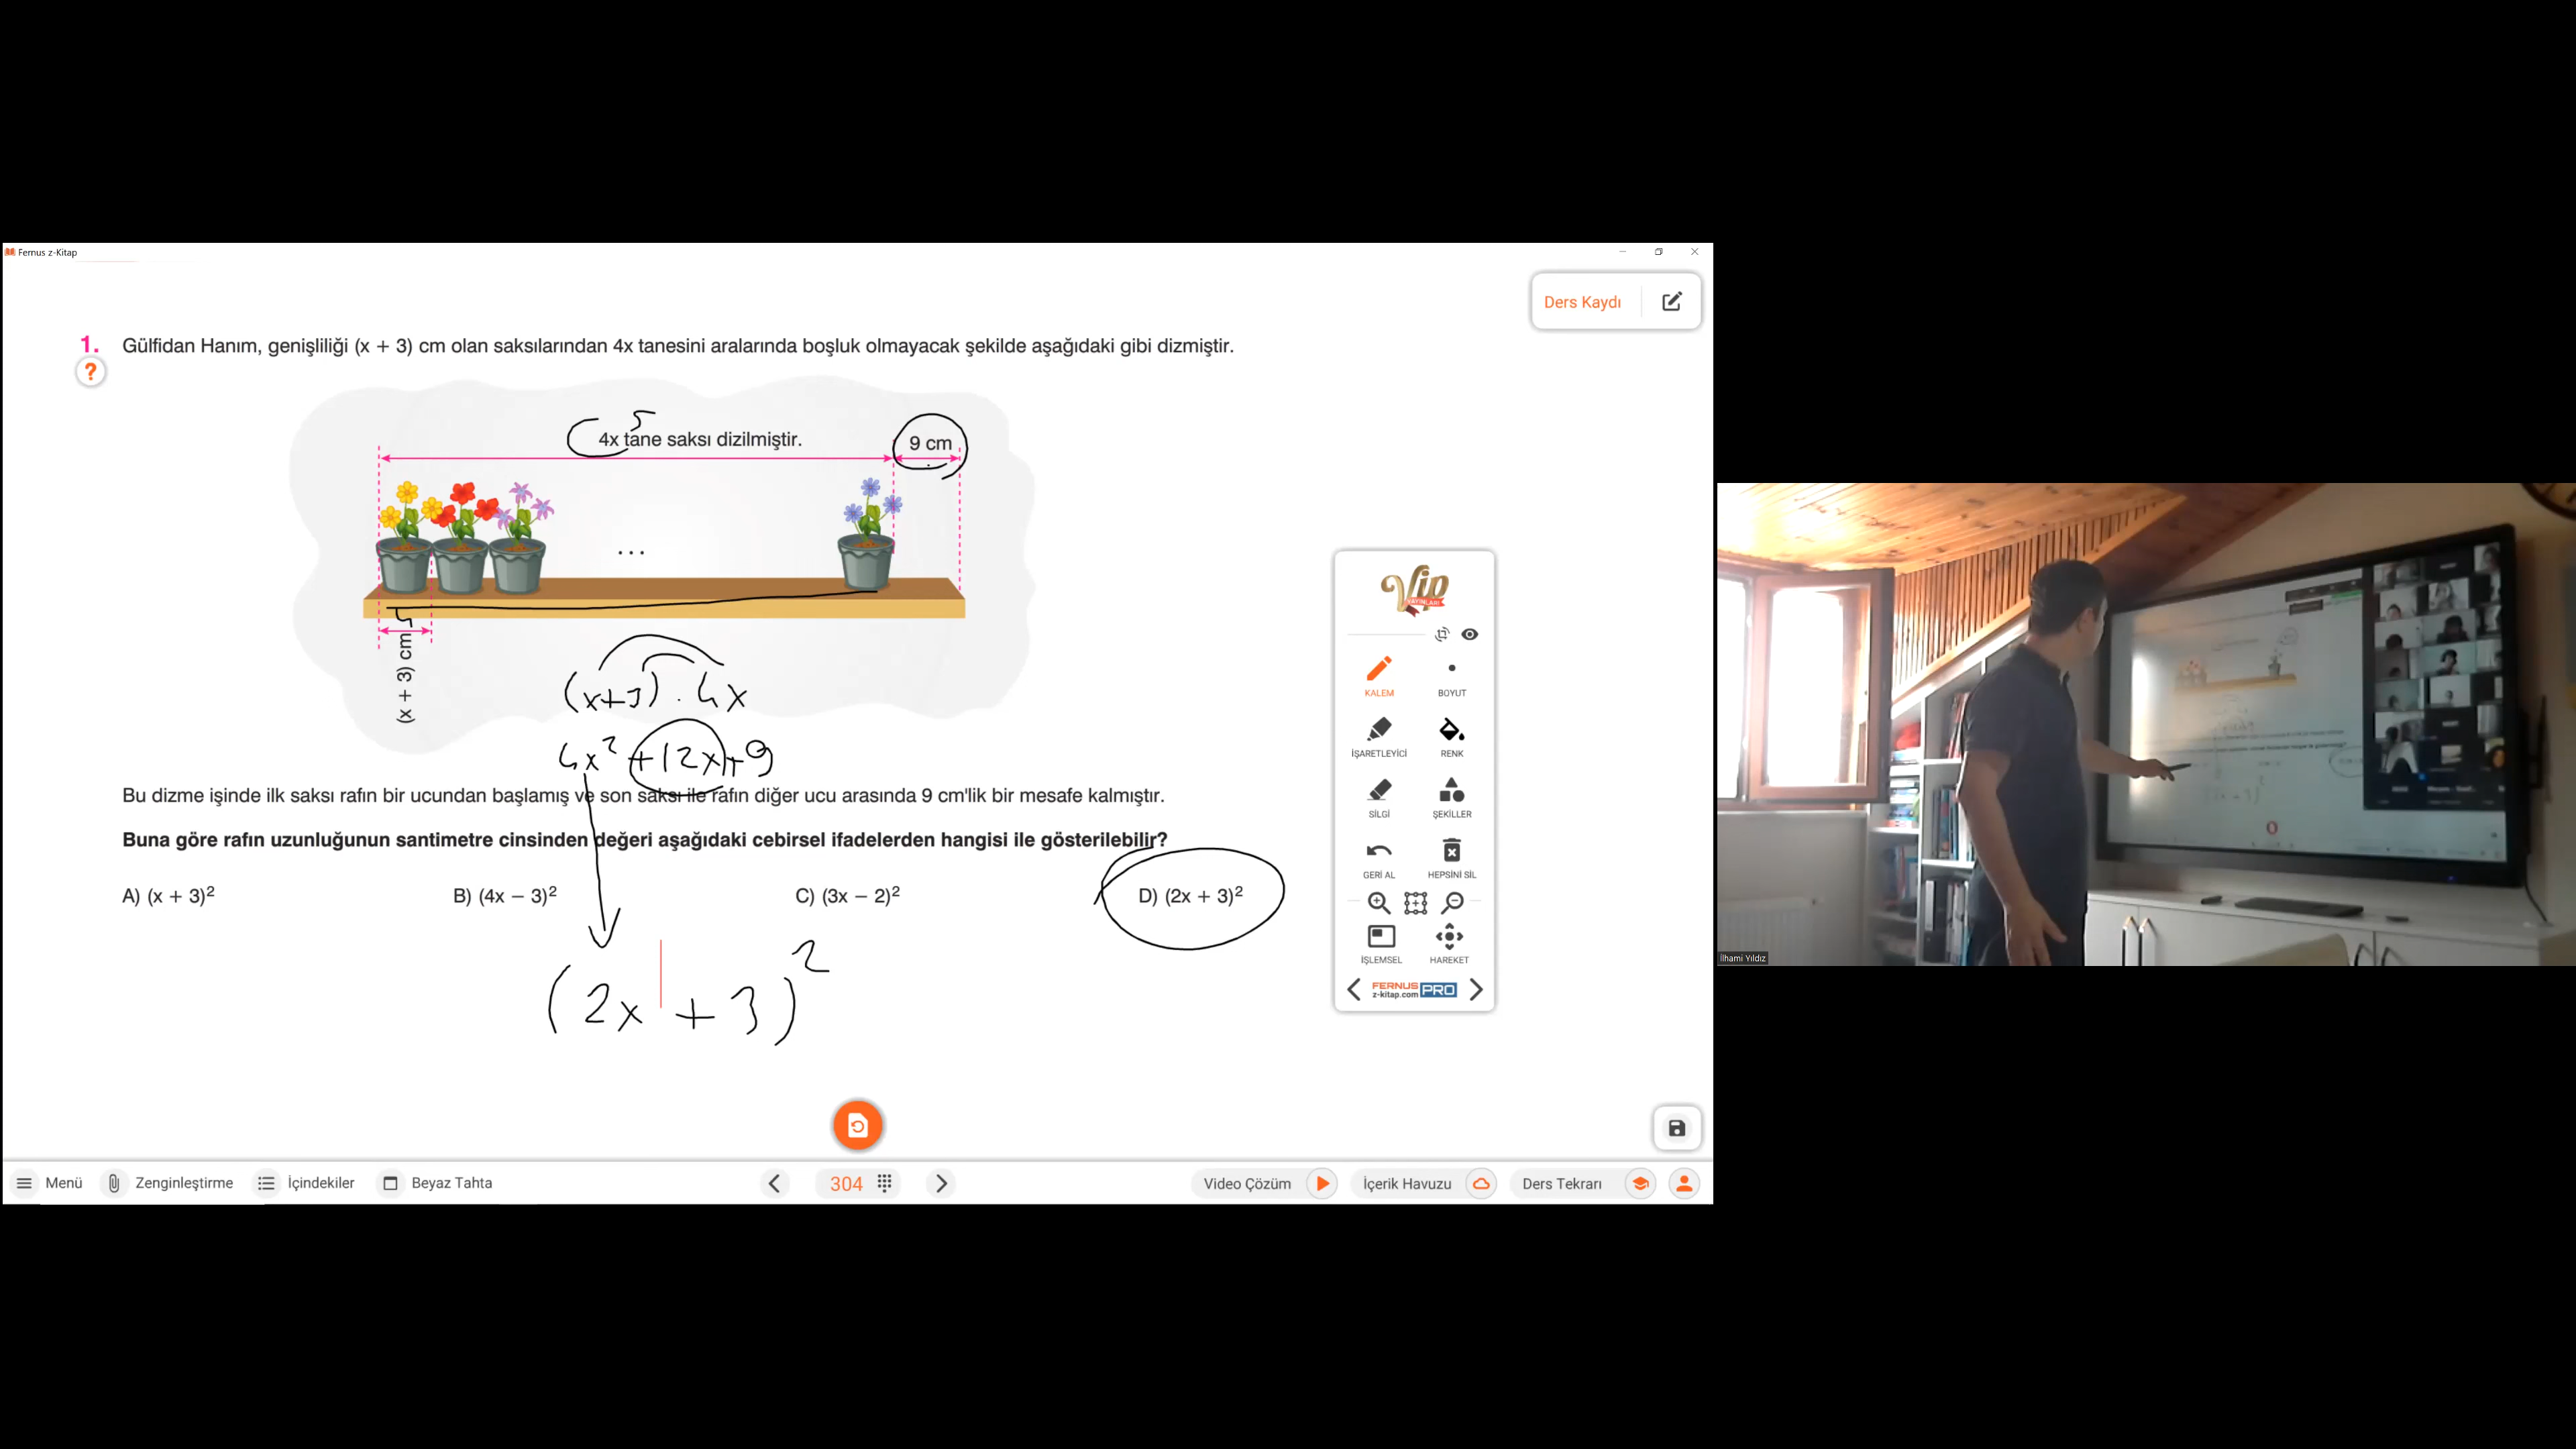 Fernus z-Kitap
Ders Kaydı
1. Gülfidan Hanım, genişliliği (x + 3) cm olan saksılarından 4x tanesini aralarında boşluk olmayacak şekilde aşağıdaki gibi dizmiştir.
?
5
4x tane saksı dizilmiştir.
9 cm
...
(x + 3) cm
(x+3) . 4x
4x² +12x+9
Bu dizme işinde ilk saksı rafın bir ucundan başlamış ve son saksı ile rafın diğer ucu arasında 9 cm'lik bir mesafe kalmıştır.
Buna göre rafın uzunluğunun santimetre cinsinden değeri aşağıdaki cebirsel ifadelerden hangisi ile gösterilebilir?
A) (x + 3)²
B) (4x − 3)²
C) (3x − 2)²
D) (2x + 3)²
(2x + 3)²
Vip
YAYINLARI
KALEM
BOYUT
İŞARETLEYİCİ
RENK
SİLGİ
ŞEKİLLER
GERİ AL
HEPSİNİ SİL
İŞLEMSEL
HAREKET
FERNUS
z-kitap.com
PRO
Menü
Zenginleştirme
İçindekiler
Beyaz Tahta
304
Video Çözüm
İçerik Havuzu
Ders Tekrarı
İlhami Yıldız